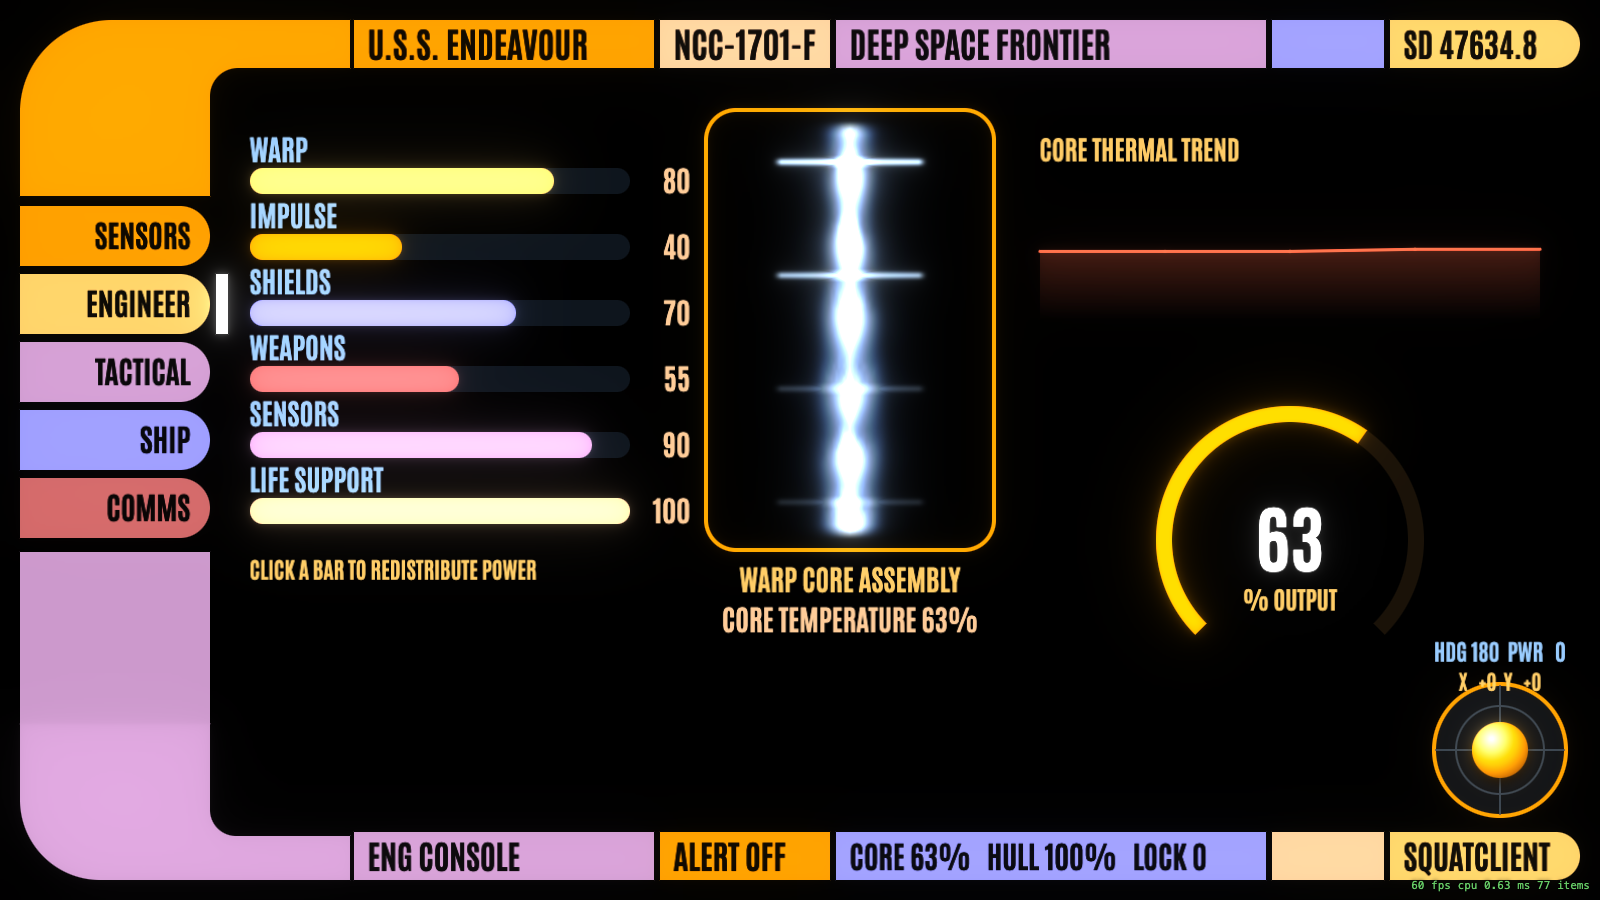 U.S.S. ENDEAVOUR
NCC-1701-F
DEEP SPACE FRONTIER
SD 47634.8
SENSORS
ENGINEER
TACTICAL
SHIP
COMMS
WARP
80
IMPULSE
40
SHIELDS
70
WEAPONS
55
SENSORS
90
LIFE SUPPORT
100
CLICK A BAR TO REDISTRIBUTE POWER
WARP CORE ASSEMBLY
CORE TEMPERATURE 63%
CORE THERMAL TREND
63
% OUTPUT
HDG 180 PWR 0
X +0 Y +0
ENG CONSOLE
ALERT OFF
CORE 63% HULL 100% LOCK 0
SQUATCLIENT
60 fps cpu 0.63 ms 77 items